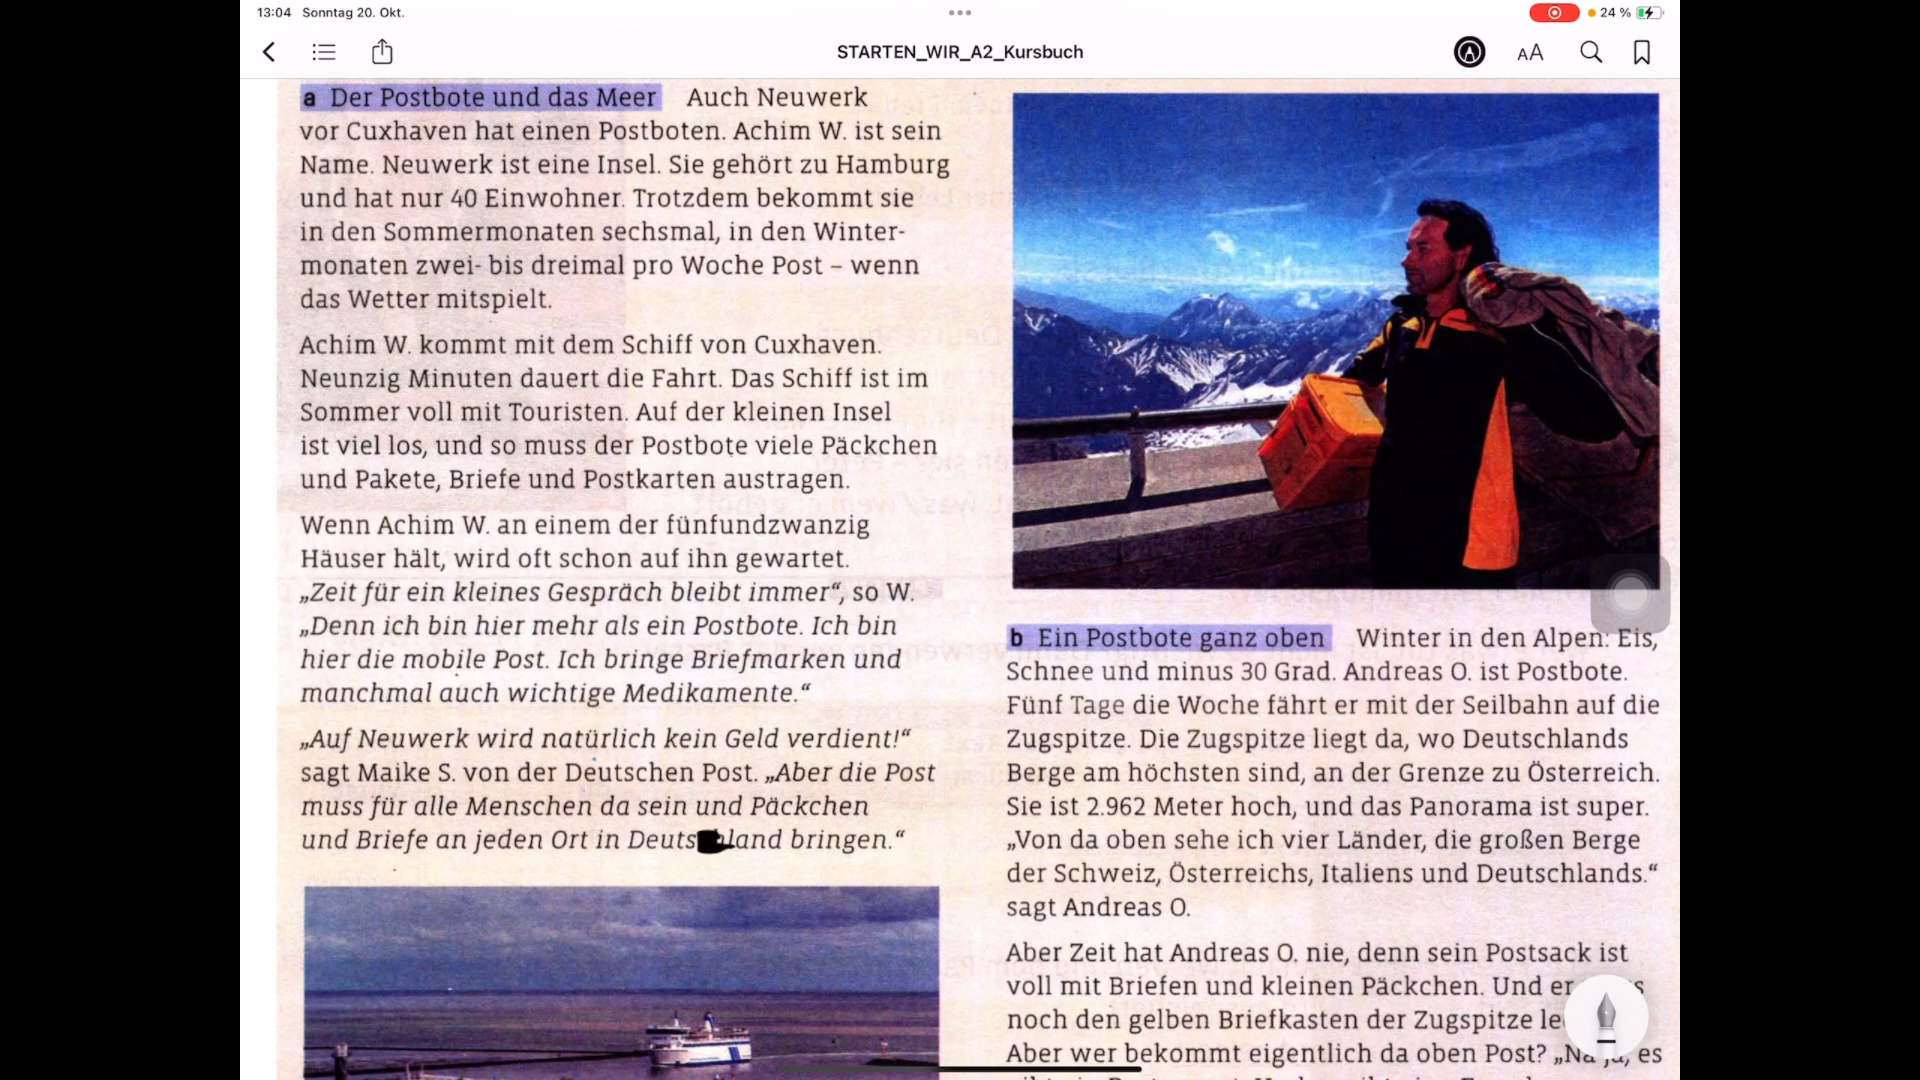 13:04 Sonntag 20. Okt.
24 %
STARTEN_WIR_A2_Kursbuch
AA
a Der Postbote und das Meer Auch Neuwerk
vor Cuxhaven hat einen Postboten. Achim W. ist sein
Name. Neuwerk ist eine Insel. Sie gehört zu Hamburg
und hat nur 40 Einwohner. Trotzdem bekommt sie
in den Sommermonaten sechsmal, in den Winter-
monaten zwei- bis dreimal pro Woche Post – wenn
das Wetter mitspielt.
Achim W. kommt mit dem Schiff von Cuxhaven.
Neunzig Minuten dauert die Fahrt. Das Schiff ist im
Sommer voll mit Touristen. Auf der kleinen Insel
ist viel los, und so muss der Postbote viele Päckchen
und Pakete, Briefe und Postkarten austragen.
Wenn Achim W. an einem der fünfundzwanzig
Häuser hält, wird oft schon auf ihn gewartet.
„Zeit für ein kleines Gespräch bleibt immer“, so W.
„Denn ich bin hier mehr als ein Postbote. Ich bin
hier die mobile Post. Ich bringe Briefmarken und
manchmal auch wichtige Medikamente.“
„Auf Neuwerk wird natürlich kein Geld verdient!“
sagt Maike S. von der Deutschen Post. „Aber die Post
muss für alle Menschen da sein und Päckchen
und Briefe an jeden Ort in Deutschland bringen.“
b Ein Postbote ganz oben Winter in den Alpen: Eis,
Schnee und minus 30 Grad. Andreas O. ist Postbote.
Fünf Tage die Woche fährt er mit der Seilbahn auf die
Zugspitze. Die Zugspitze liegt da, wo Deutschlands
Berge am höchsten sind, an der Grenze zu Österreich.
Sie ist 2.962 Meter hoch, und das Panorama ist super.
„Von da oben sehe ich vier Länder, die großen Berge
der Schweiz, Österreichs, Italiens und Deutschlands.“
sagt Andreas O.
Aber Zeit hat Andreas O. nie, denn sein Postsack ist
voll mit Briefen und kleinen Päckchen. Und er
noch den gelben Briefkasten der Zugspitze
Aber wer bekommt eigentlich da oben Post? „Na ja, es